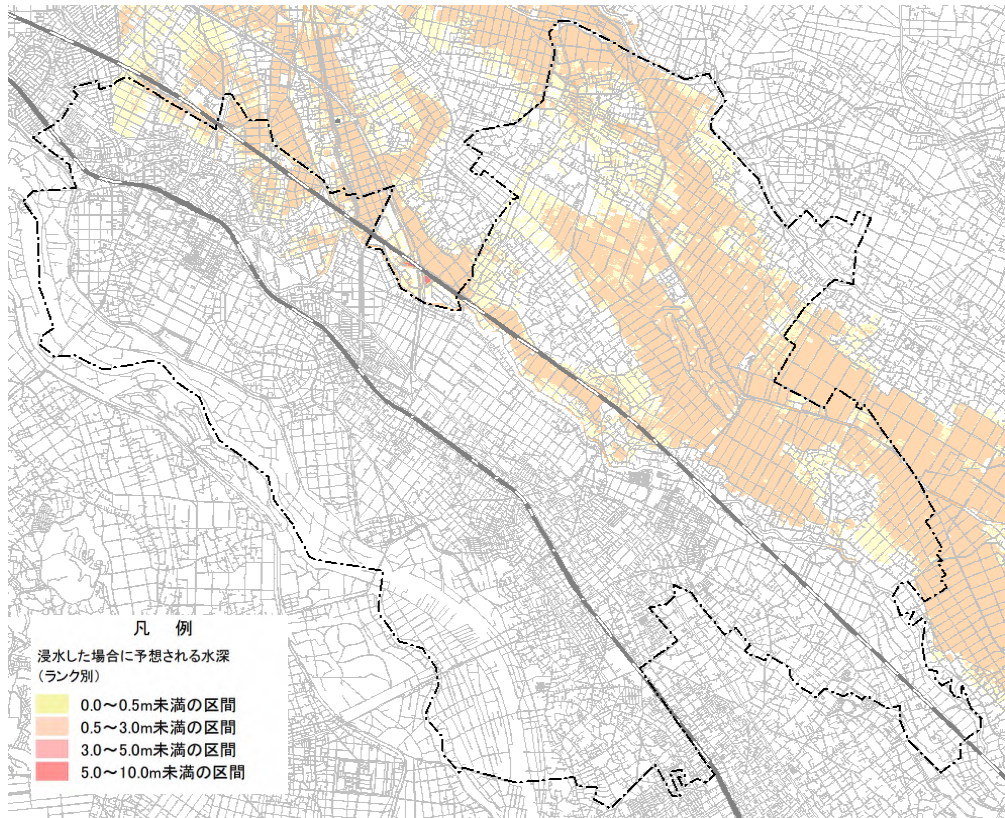 凡 例
浸水した場合に予想される水深
(ランク別)
0.0～0.5m未満の区間
0.5～3.0m未満の区間
3.0～5.0m未満の区間
5.0～10.0m未満の区間